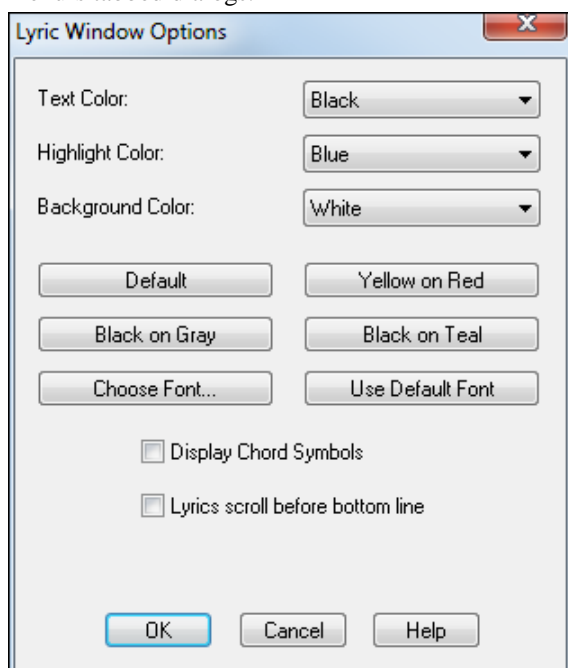 Lyric Window Options
Text Color: Black
Highlight Color: Blue
Background Color: White
Default Yellow on Red
Black on Gray Black on Teal
Choose Font... Use Default Font
Display Chord Symbols
Lyrics scroll before bottom line
OK Cancel Help